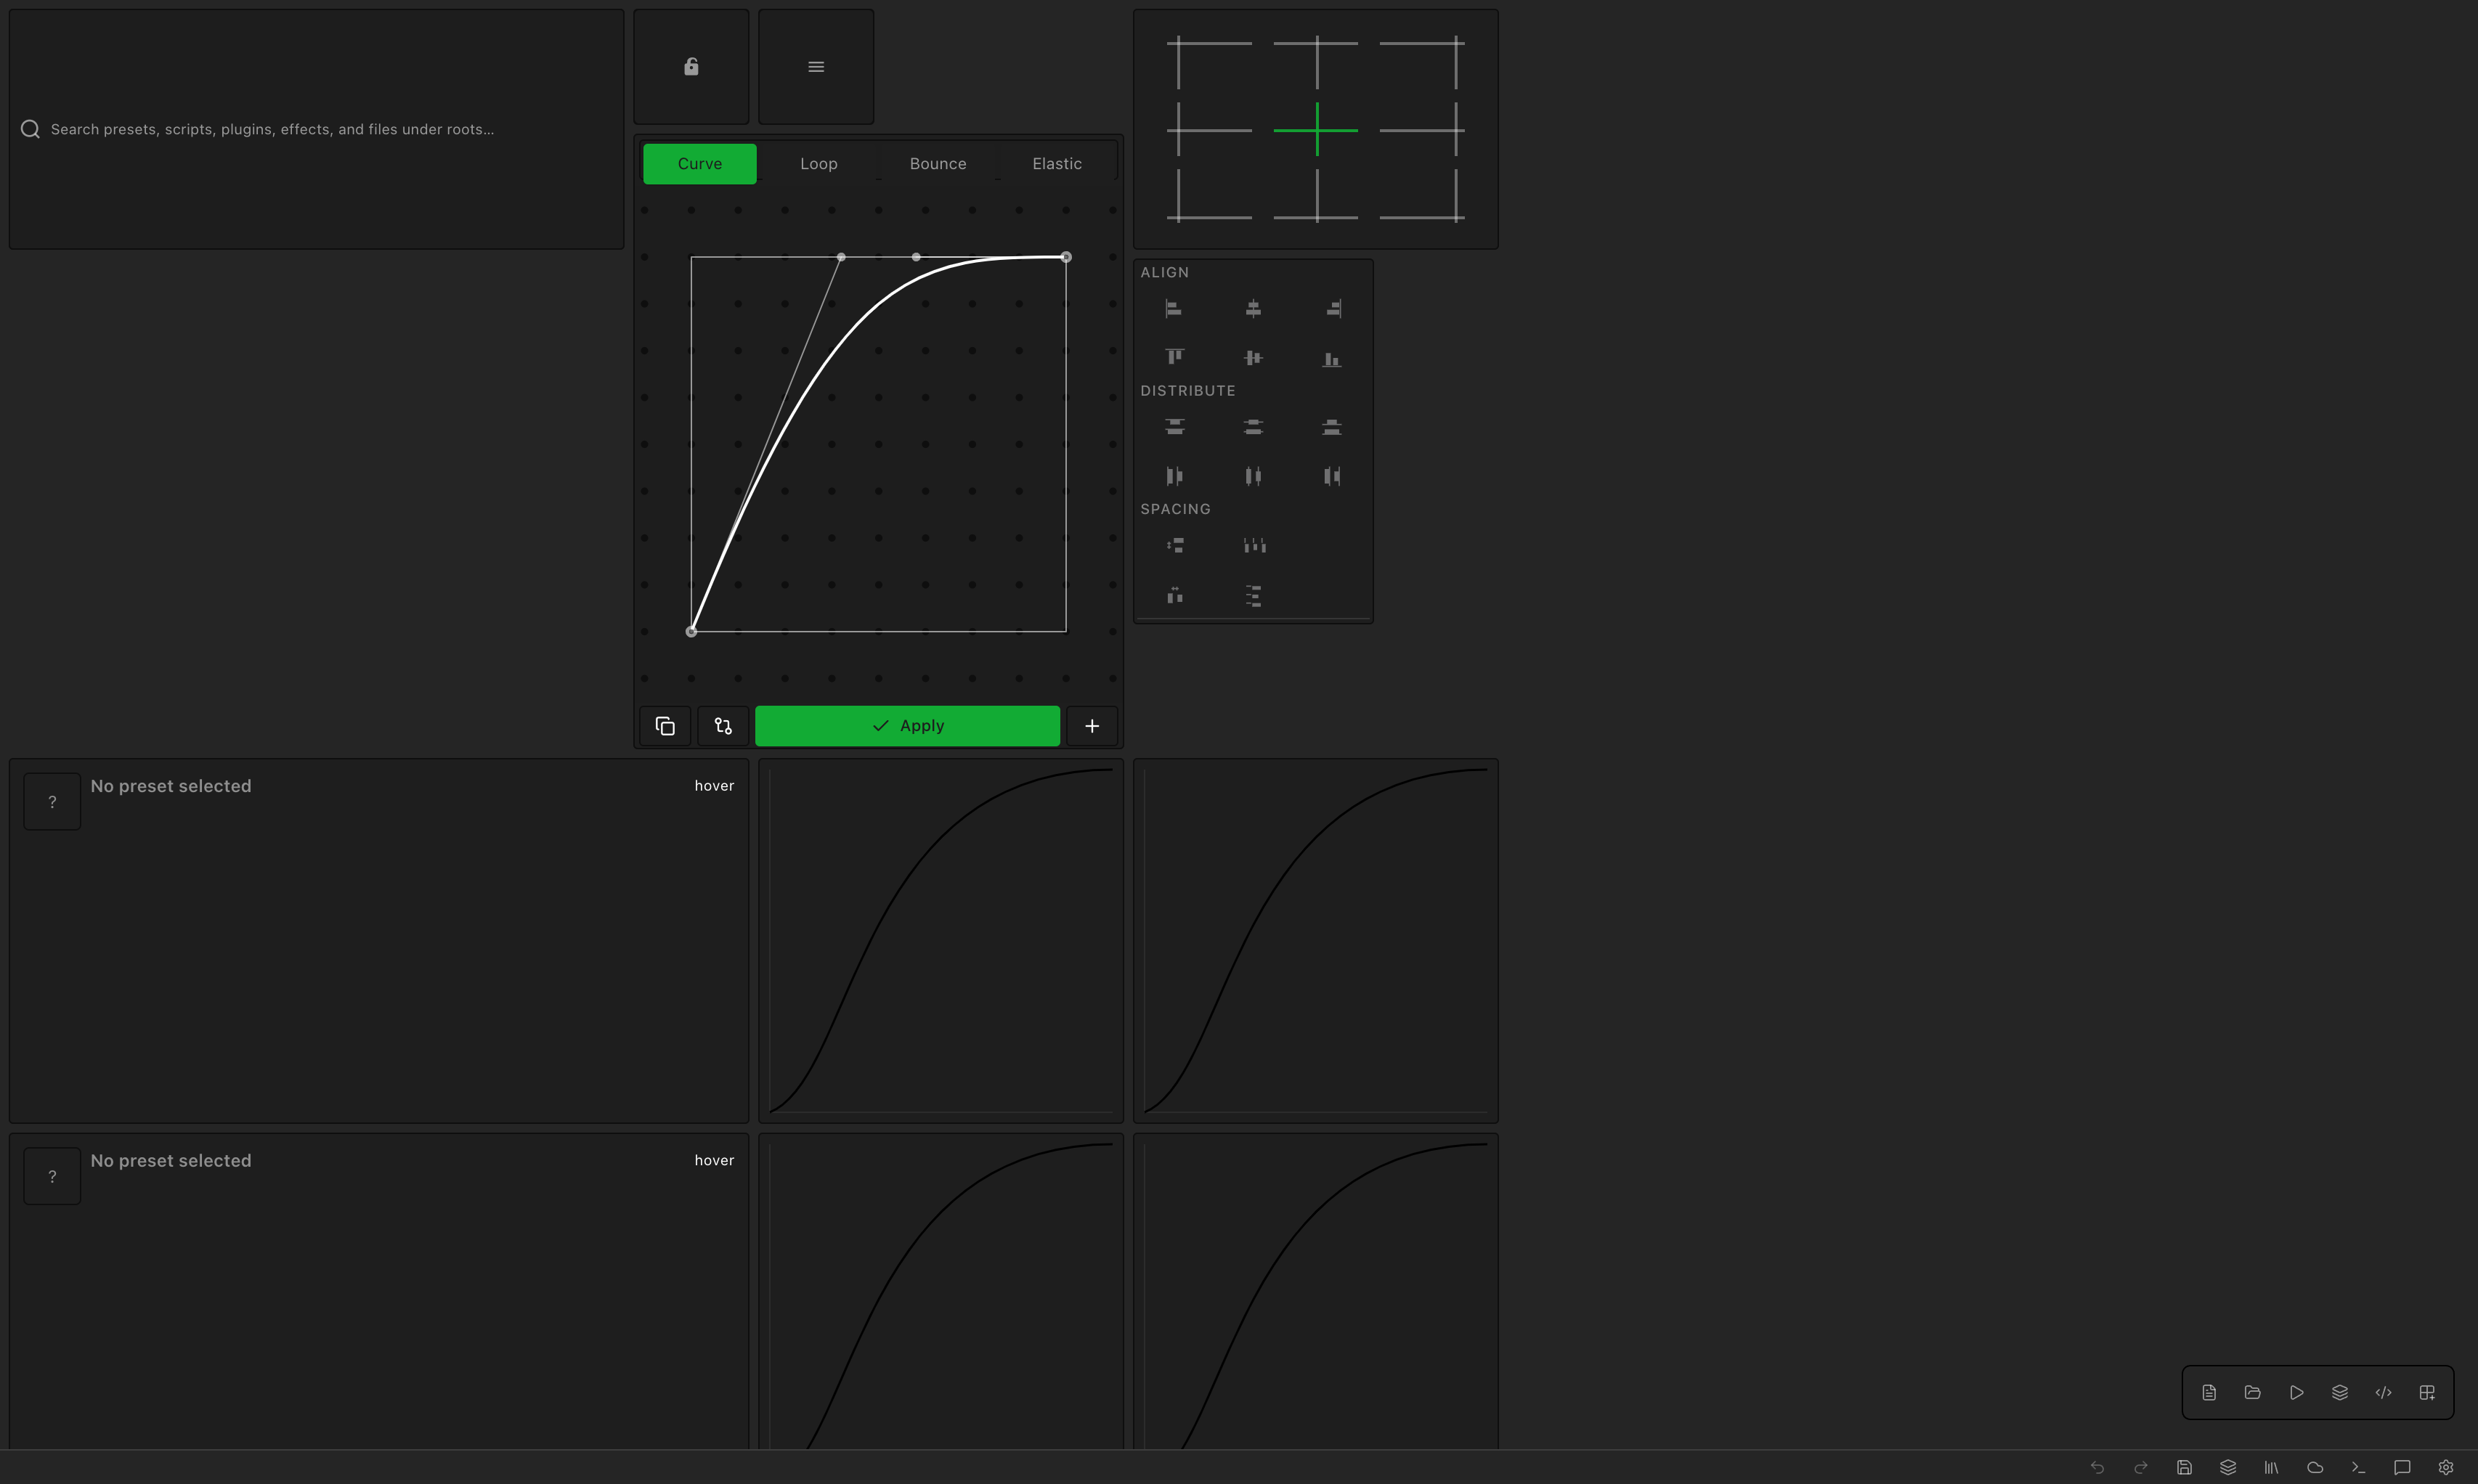 Search presets, scripts, plugins, effects, and files under roots...
Curve
Loop
Bounce
Elastic
ALIGN
DISTRIBUTE
SPACING
Apply
?
No preset selected
hover
?
No preset selected
hover